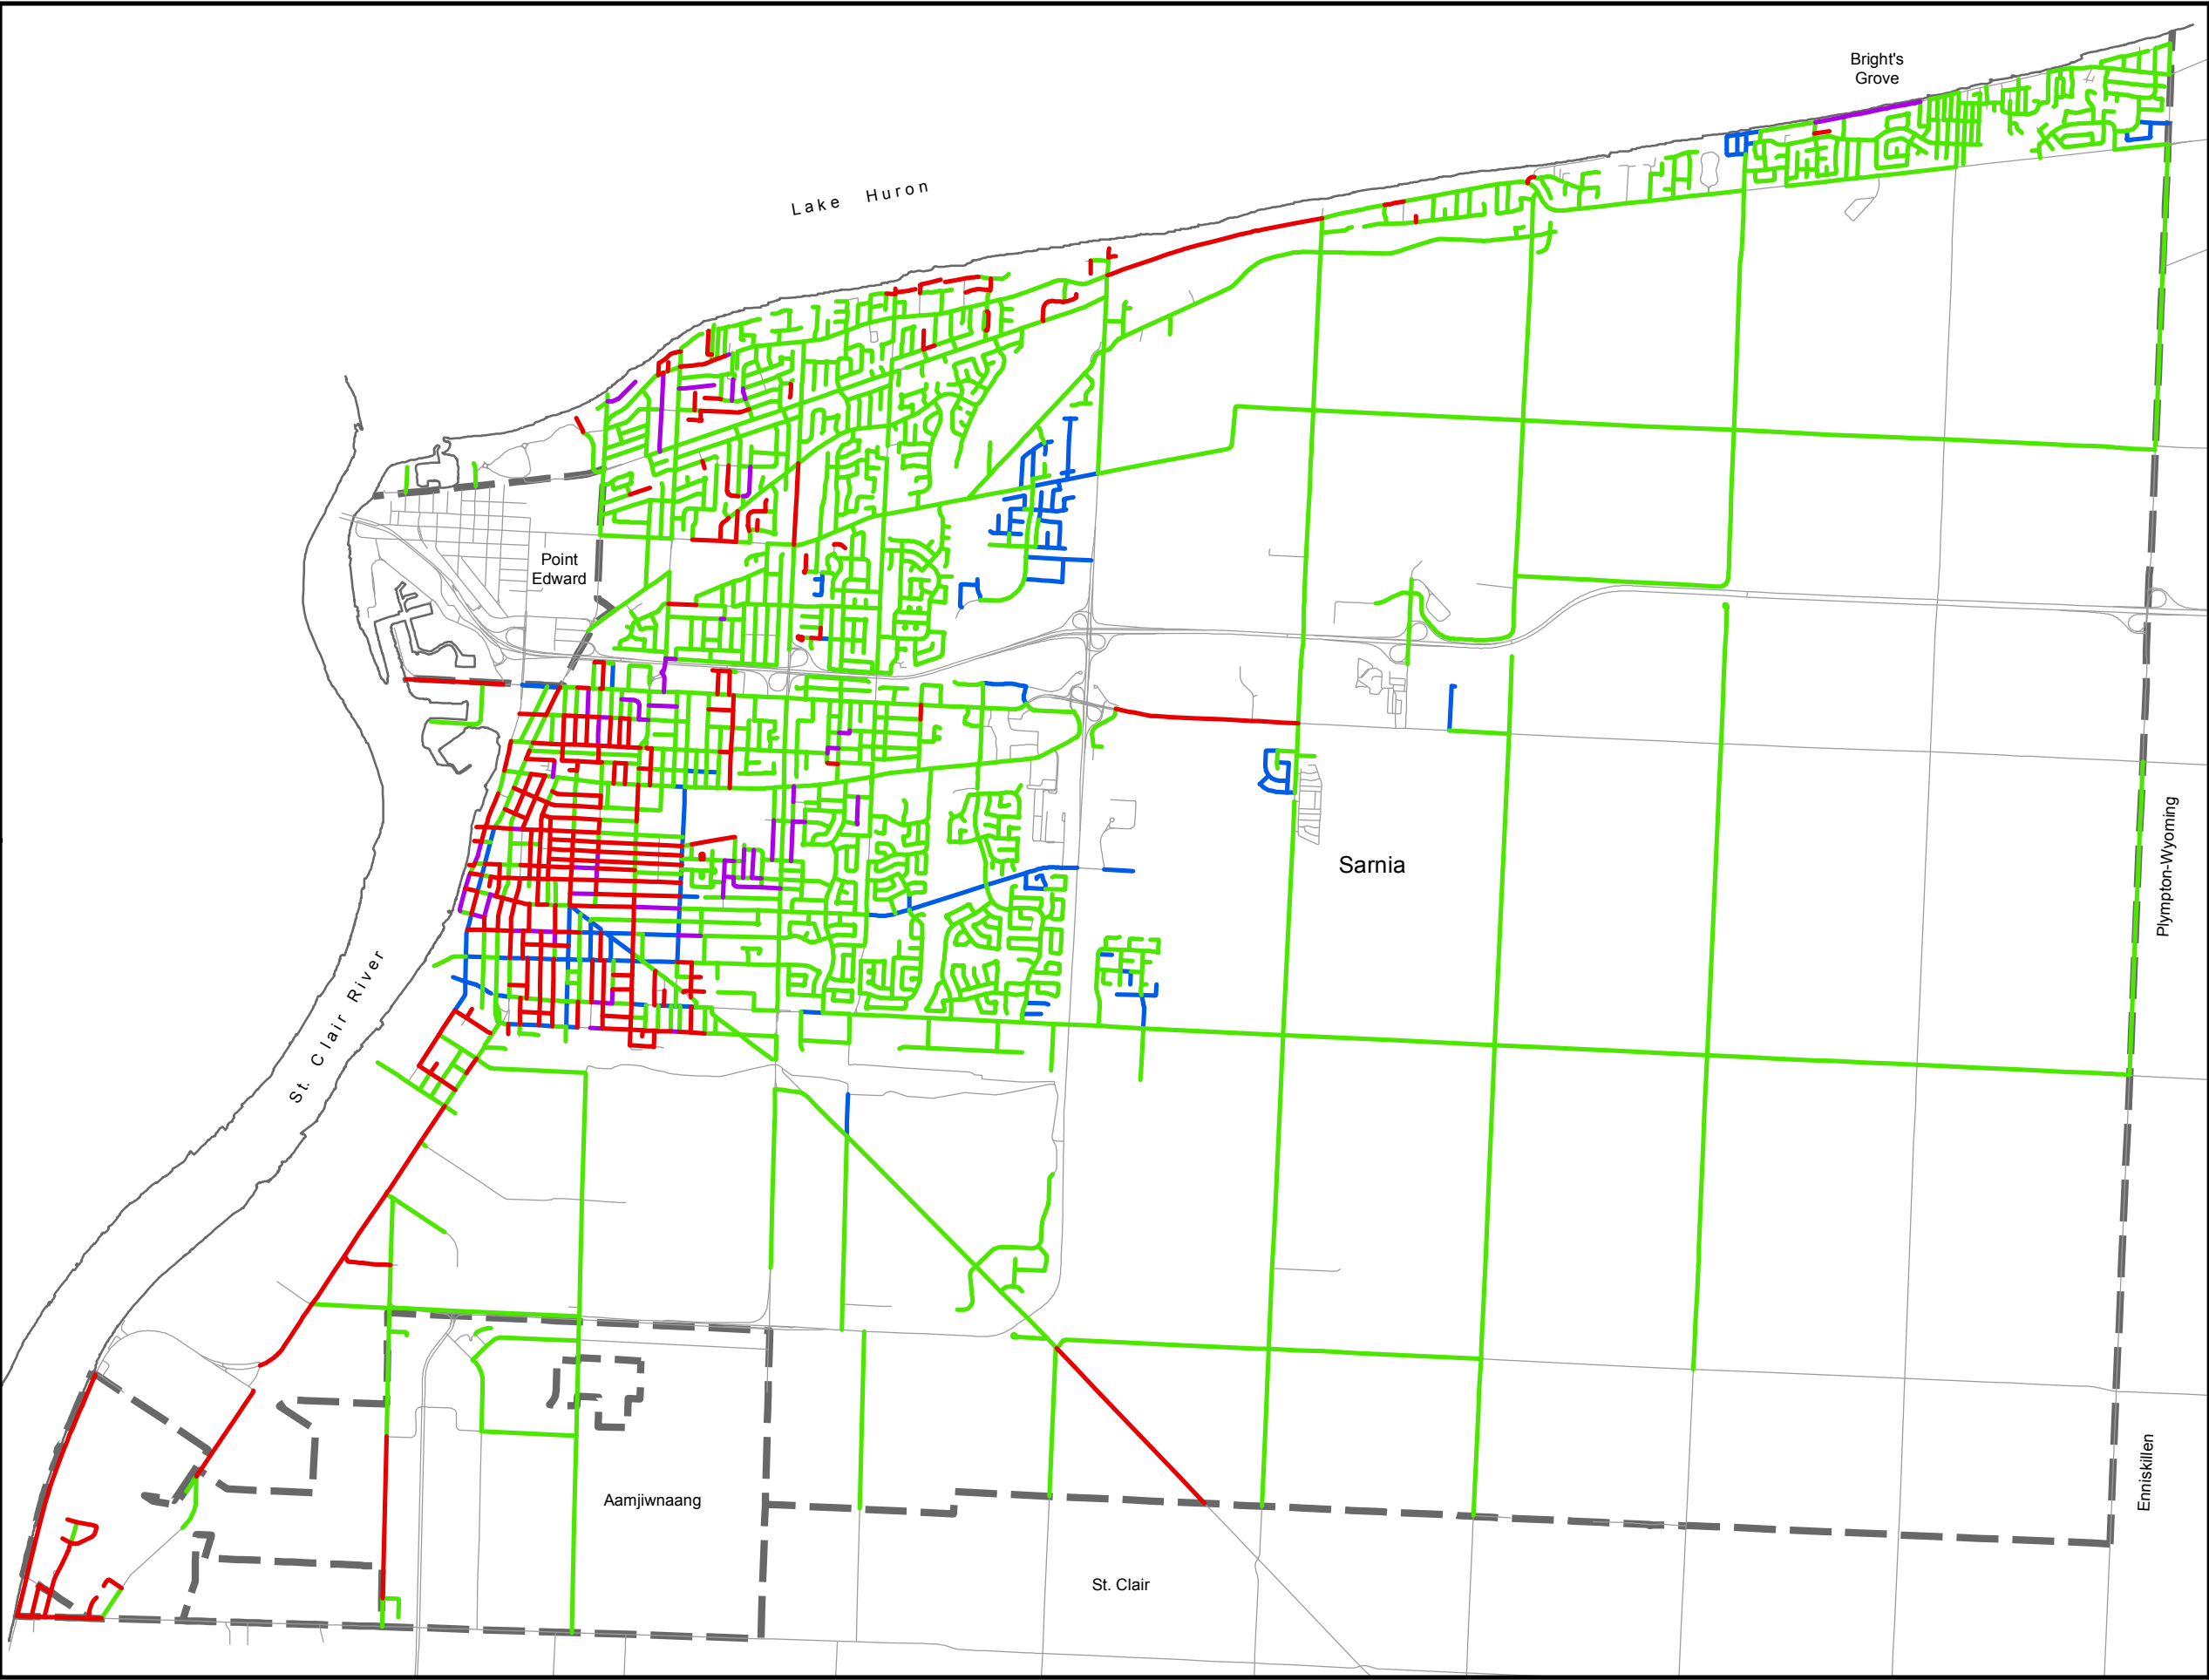 Bright's
Grove
Lake Huron
Point
Edward
Sarnia
Plympton-Wyoming
St. Clair River
Aamjiwnaang
Enniskillen
St. Clair